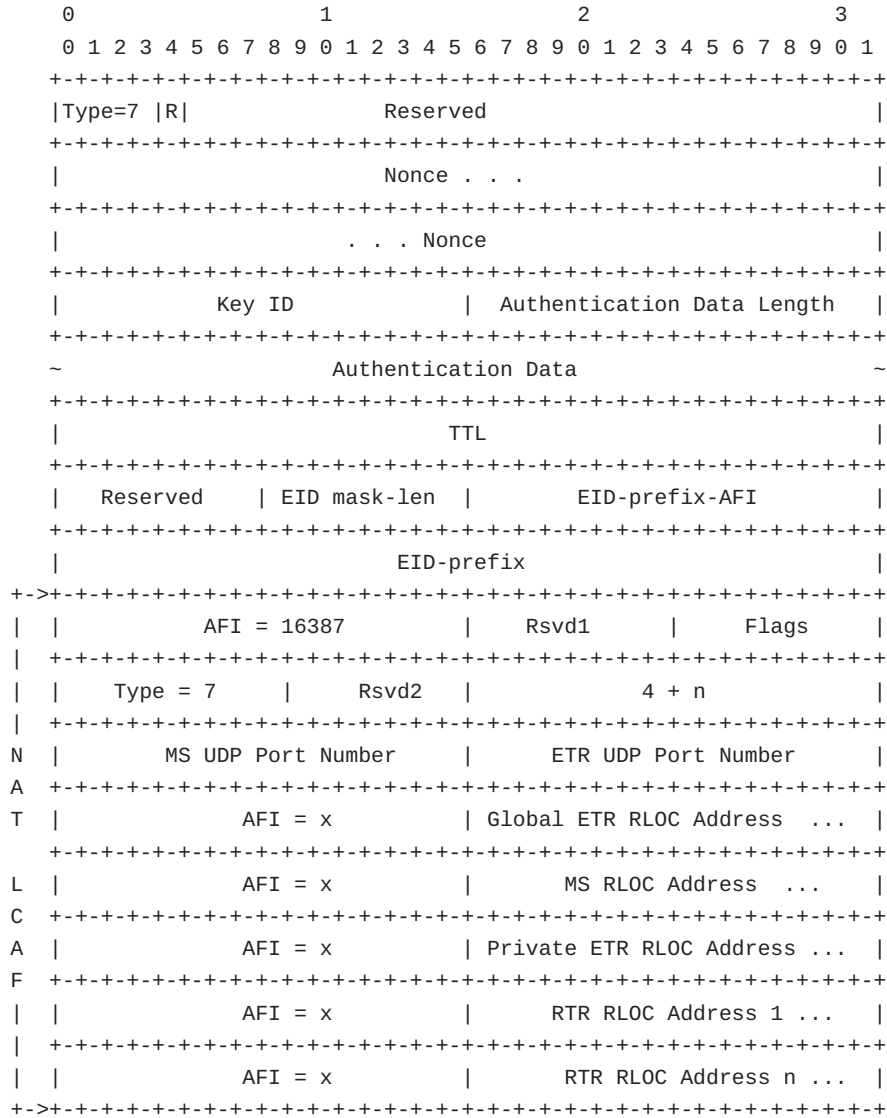 0                   1                   2                   3
     0 1 2 3 4 5 6 7 8 9 0 1 2 3 4 5 6 7 8 9 0 1 2 3 4 5 6 7 8 9 0 1
    +-+-+-+-+-+-+-+-+-+-+-+-+-+-+-+-+-+-+-+-+-+-+-+-+-+-+-+-+-+-+-+-+
    |Type=7 |R|               Reserved                              |
    +-+-+-+-+-+-+-+-+-+-+-+-+-+-+-+-+-+-+-+-+-+-+-+-+-+-+-+-+-+-+-+-+
    |                         Nonce . . .                           |
    +-+-+-+-+-+-+-+-+-+-+-+-+-+-+-+-+-+-+-+-+-+-+-+-+-+-+-+-+-+-+-+-+
    |                      . . . Nonce                              |
    +-+-+-+-+-+-+-+-+-+-+-+-+-+-+-+-+-+-+-+-+-+-+-+-+-+-+-+-+-+-+-+-+
    |            Key ID             |  Authentication Data Length   |
    +-+-+-+-+-+-+-+-+-+-+-+-+-+-+-+-+-+-+-+-+-+-+-+-+-+-+-+-+-+-+-+-+
    ~                     Authentication Data                       ~
    +-+-+-+-+-+-+-+-+-+-+-+-+-+-+-+-+-+-+-+-+-+-+-+-+-+-+-+-+-+-+-+-+
    |                              TTL                              |
    +-+-+-+-+-+-+-+-+-+-+-+-+-+-+-+-+-+-+-+-+-+-+-+-+-+-+-+-+-+-+-+-+
    |   Reserved    | EID mask-len  |        EID-prefix-AFI         |
    +-+-+-+-+-+-+-+-+-+-+-+-+-+-+-+-+-+-+-+-+-+-+-+-+-+-+-+-+-+-+-+-+
    |                          EID-prefix                           |
 +->+-+-+-+-+-+-+-+-+-+-+-+-+-+-+-+-+-+-+-+-+-+-+-+-+-+-+-+-+-+-+-+-+
 |  |           AFI = 16387         |    Rsvd1      |     Flags     |
 |  +-+-+-+-+-+-+-+-+-+-+-+-+-+-+-+-+-+-+-+-+-+-+-+-+-+-+-+-+-+-+-+-+
 |  |    Type = 7     |     Rsvd2   |             4 + n             |
 |  +-+-+-+-+-+-+-+-+-+-+-+-+-+-+-+-+-+-+-+-+-+-+-+-+-+-+-+-+-+-+-+-+
 N  |        MS UDP Port Number     |      ETR UDP Port Number      |
 A  +-+-+-+-+-+-+-+-+-+-+-+-+-+-+-+-+-+-+-+-+-+-+-+-+-+-+-+-+-+-+-+-+
 T  |              AFI = x          | Global ETR RLOC Address  ...  |
    +-+-+-+-+-+-+-+-+-+-+-+-+-+-+-+-+-+-+-+-+-+-+-+-+-+-+-+-+-+-+-+-+
 L  |              AFI = x          |       MS RLOC Address  ...    |
 C  +-+-+-+-+-+-+-+-+-+-+-+-+-+-+-+-+-+-+-+-+-+-+-+-+-+-+-+-+-+-+-+-+
 A  |              AFI = x          | Private ETR RLOC Address ...  |
 F  +-+-+-+-+-+-+-+-+-+-+-+-+-+-+-+-+-+-+-+-+-+-+-+-+-+-+-+-+-+-+-+-+
 |  |              AFI = x          |      RTR RLOC Address 1 ...   |
 |  +-+-+-+-+-+-+-+-+-+-+-+-+-+-+-+-+-+-+-+-+-+-+-+-+-+-+-+-+-+-+-+-+
 |  |              AFI = x          |       RTR RLOC Address n ...  |
 +->+-+-+-+-+-+-+-+-+-+-+-+-+-+-+-+-+-+-+-+-+-+-+-+-+-+-+-+-+-+-+-+-+